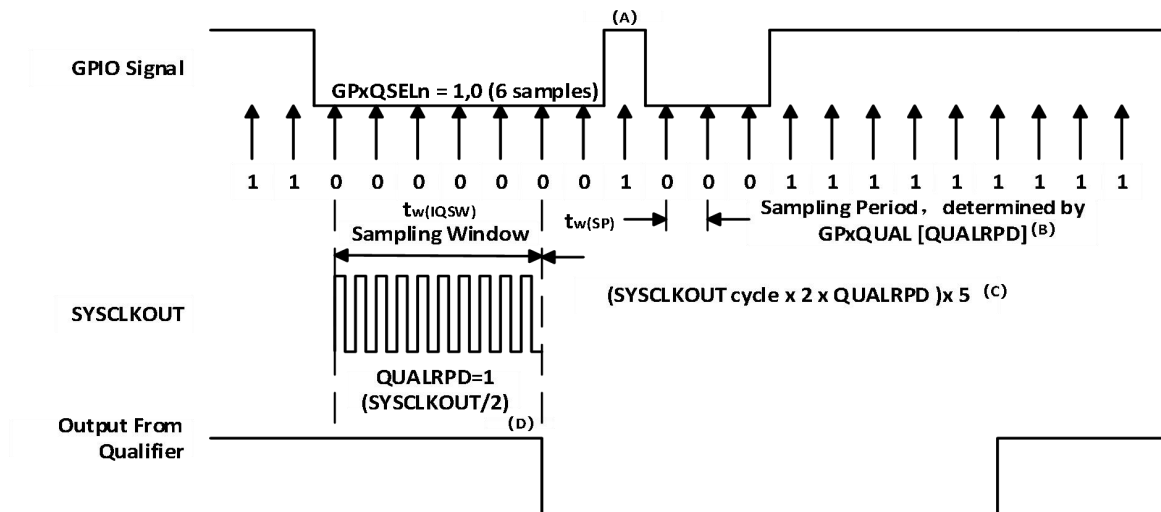 (A)
GPIO Signal
GPxQSELn = 1,0 (6 samples)
1 1 0 0 0 0 0 0 0 1 0 0 0 1 1 1 1 1 1 1 1 1
tw(IQSW)
Sampling Window
tw(SP)
Sampling Period, determined by
GPxQUAL [QUALRPD] (B)
(SYSCLKOUT cycle x 2 x QUALRPD )x 5 (C)
SYSCLKOUT
QUALRPD=1
(SYSCLKOUT/2)
(D)
Output From
Qualifier